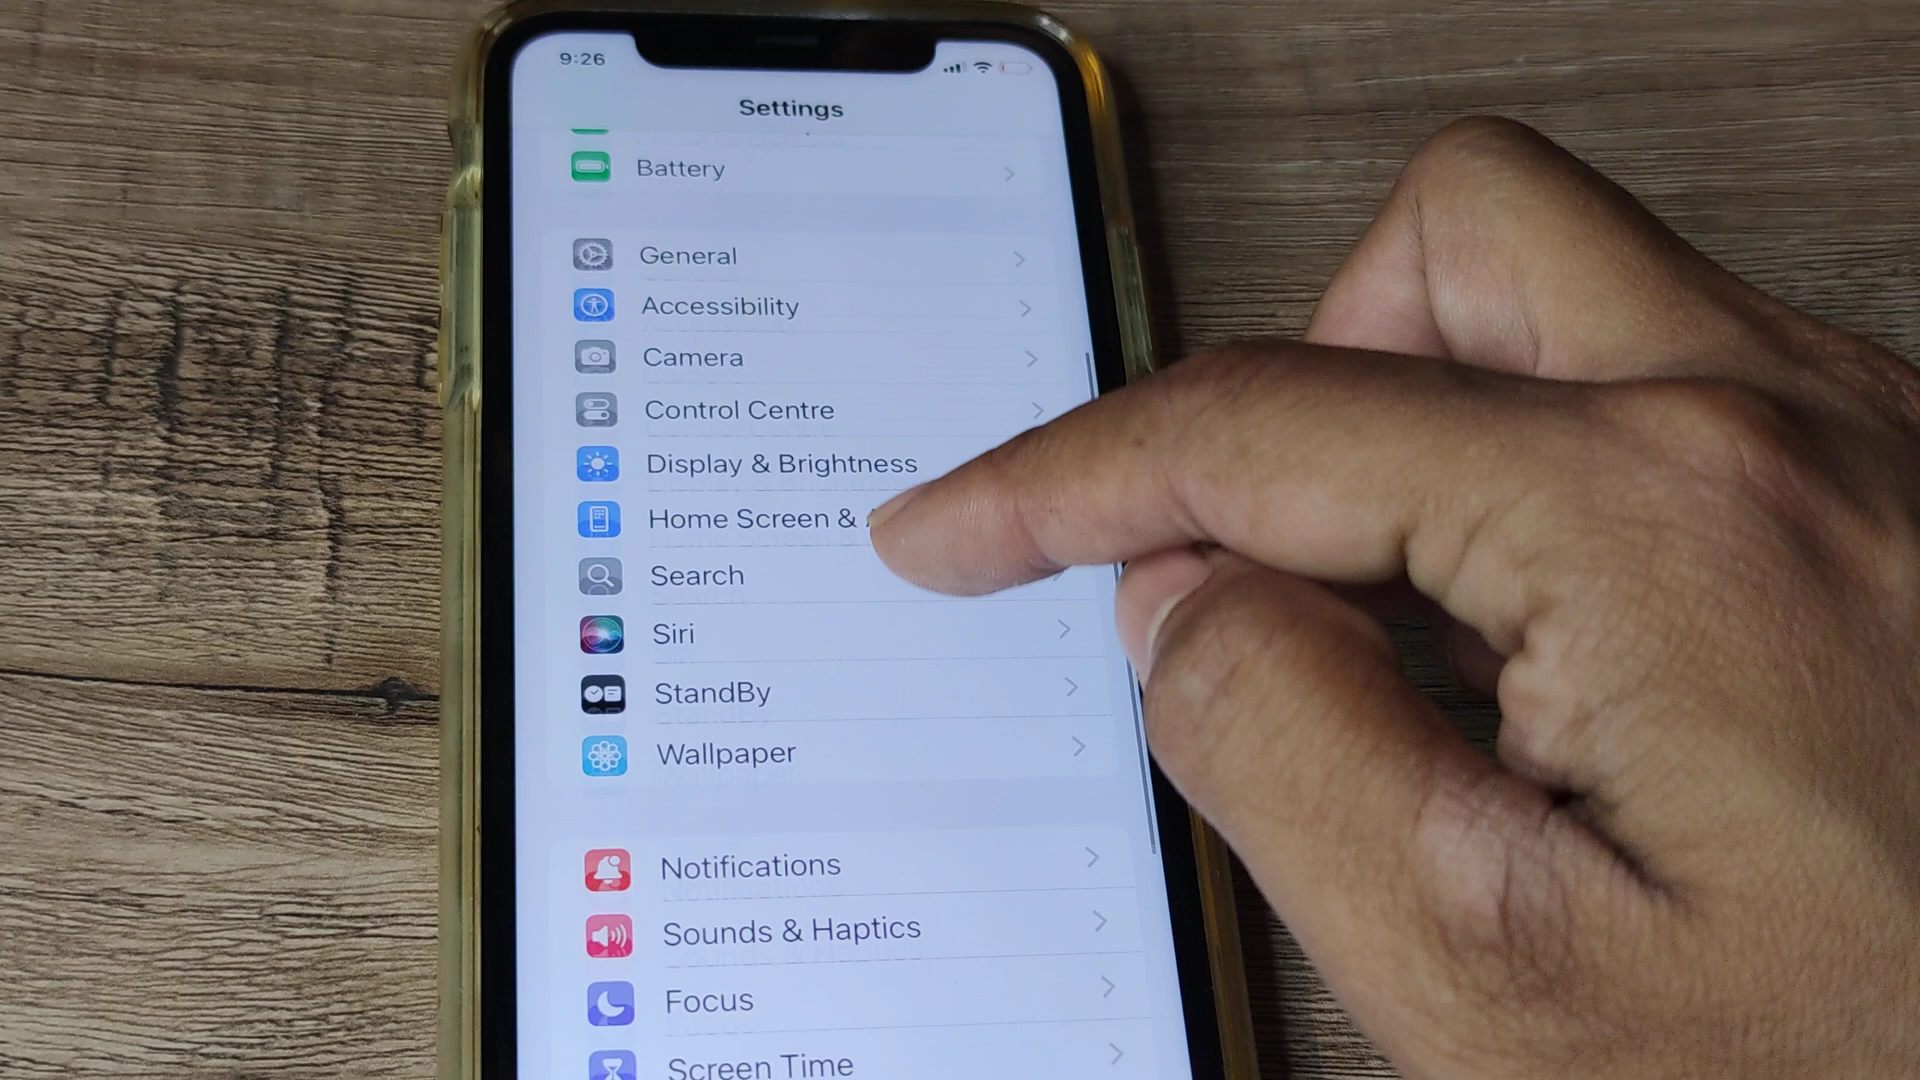 9:26
Settings
Battery
General
Accessibility
Camera
Control Centre
Display & Brightness
Home Screen &
Search
Siri
StandBy
Wallpaper
Notifications
Sounds & Haptics
Focus
Screen Time